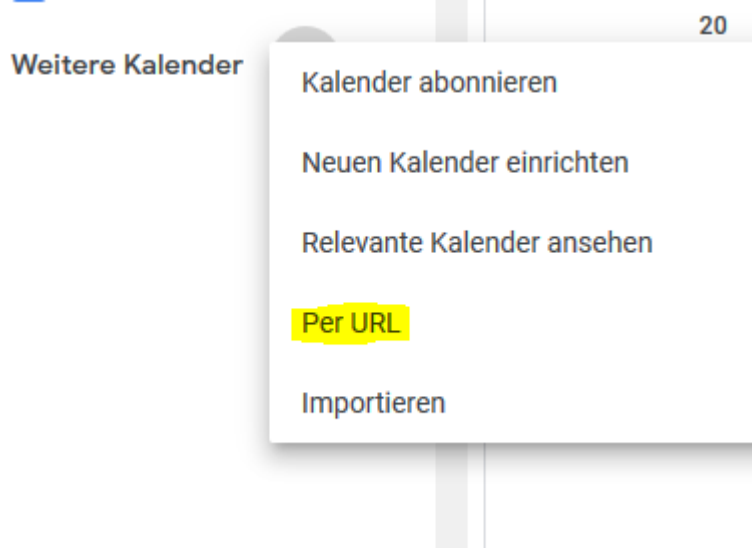 20
Weitere Kalender
Kalender abonnieren
Neuen Kalender einrichten
Relevante Kalender ansehen
Per URL
Importieren